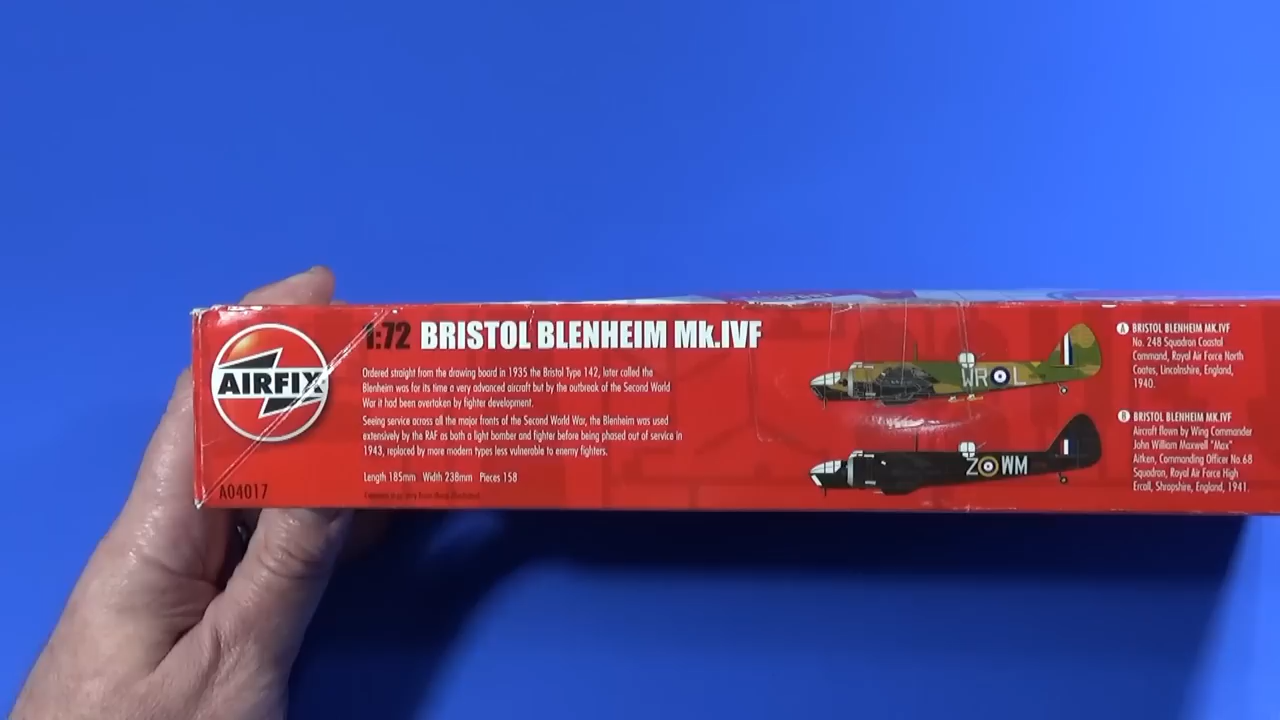 AIRFIX
A04017
1:72 BRISTOL BLENHEIM Mk.IVF
Ordered straight from the drawing board in 1935 the Bristol Type 142, later called the
Blenheim was for its time a very advanced aircraft but by the outbreak of the Second World
War it had been overtaken by fighter development.
Seeing service across all the major fronts of the Second World War, the Blenheim was used
extensively by the RAF as both a light bomber and fighter before being phased out of service in
1943, replaced by more modern types less vulnerable to enemy fighters.
Length 185mm Width 238mm Pieces 158
WR L
Z WM
A BRISTOL BLENHEIM MK.IVF
No. 248 Squadron Coastal
Command, Royal Air Force North
Coates, Lincolnshire, England,
1940.
B BRISTOL BLENHEIM MK.IVF
Aircraft flown by Wing Commander
John William Maxwell "Max"
Aitken, Commanding Officer No.68
Squadron, Royal Air Force High
Ercall, Shropshire, England, 1941.